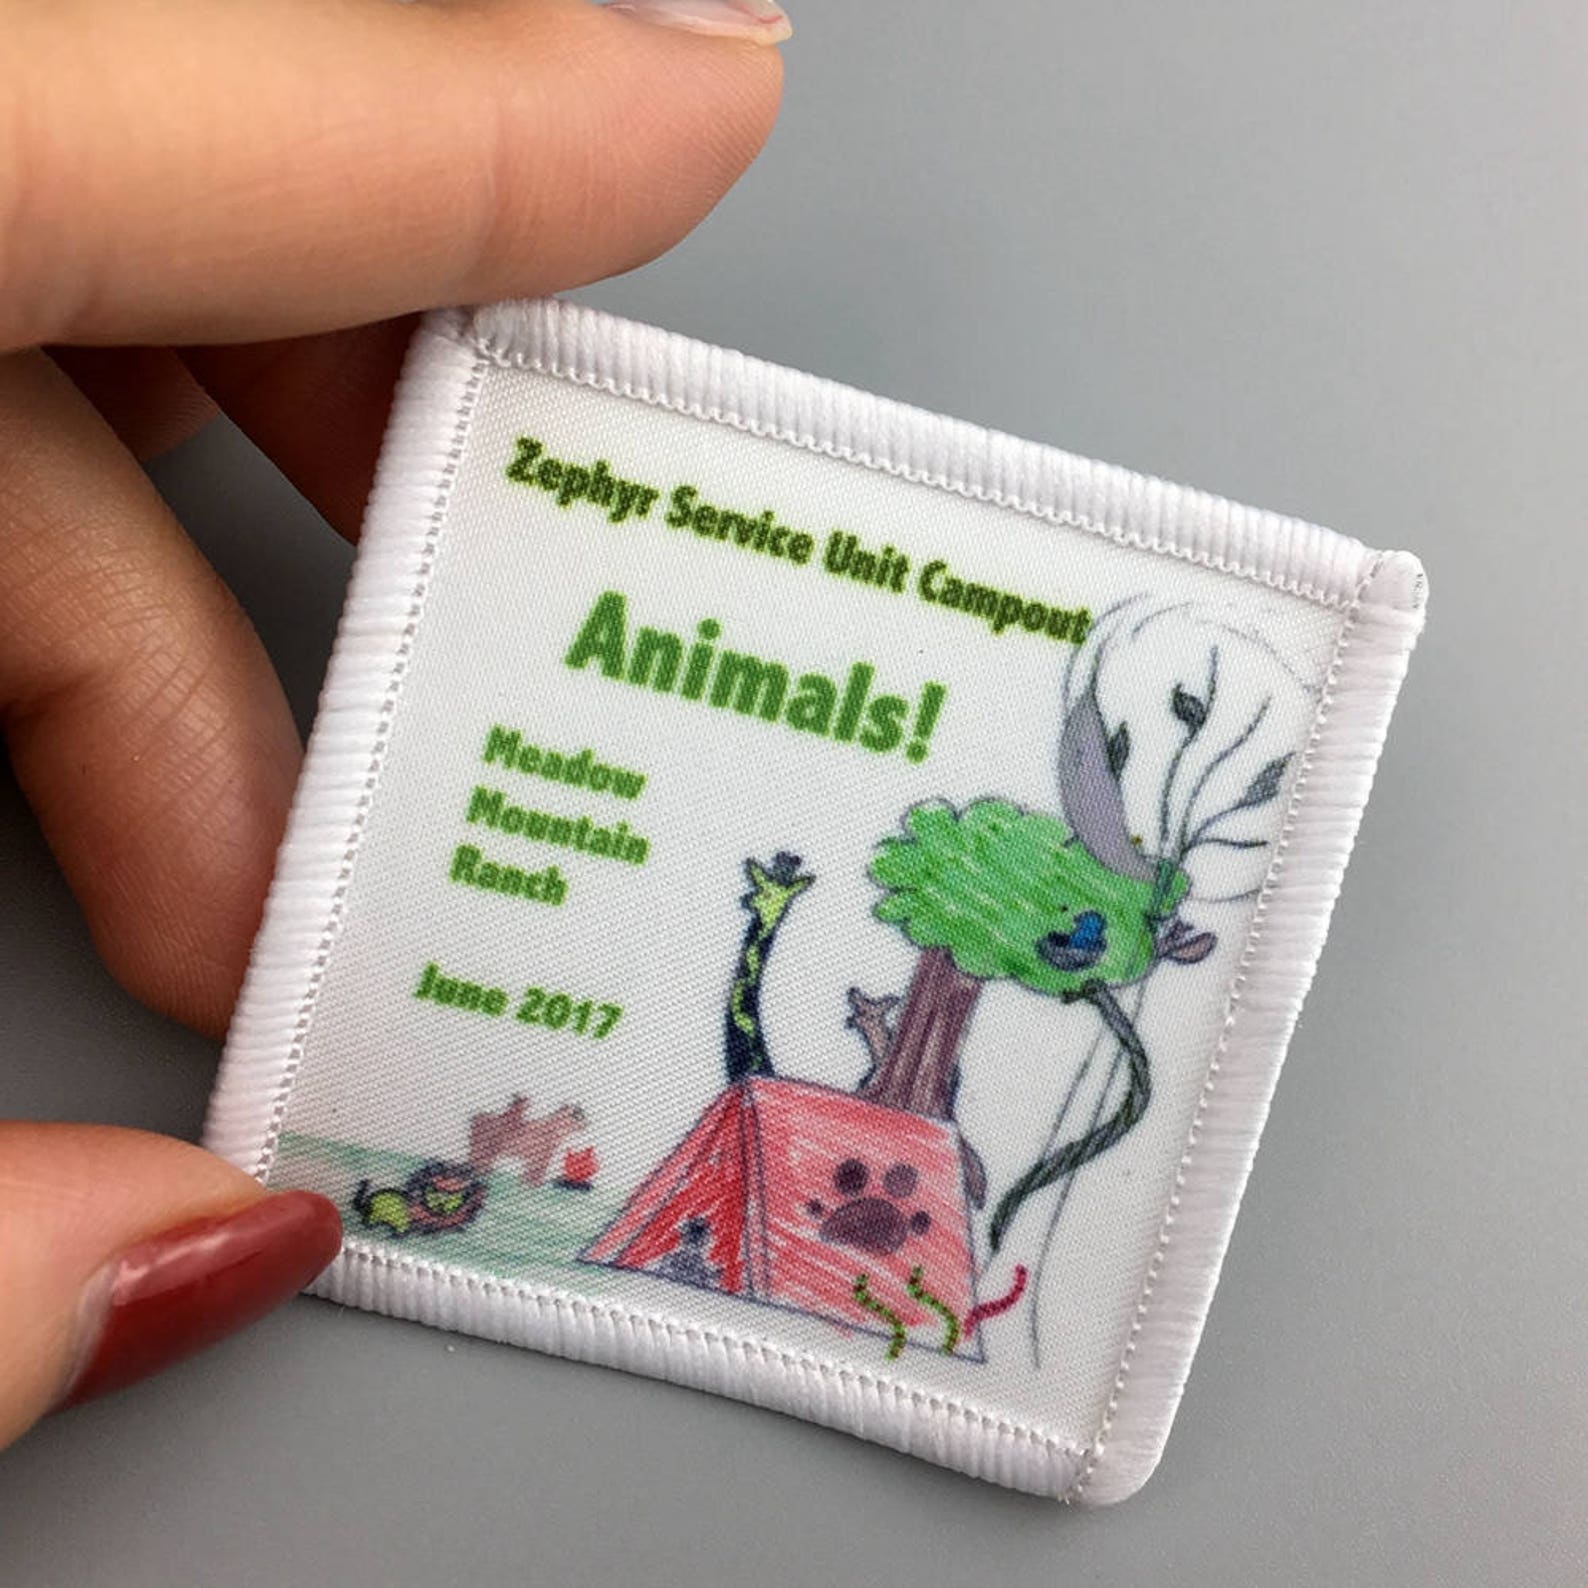 Zephyr Service Unit Campout
Animals!
Meadow
Mountain
Ranch
June 2017